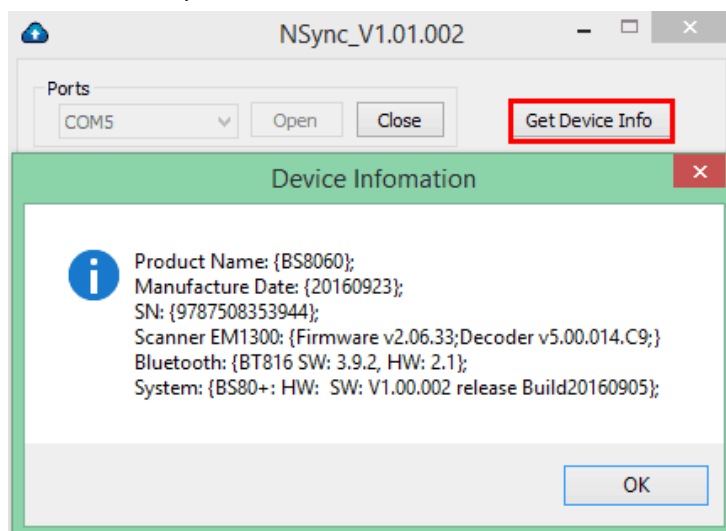 NSync_V1.01.002
Ports
COM5
Open
Close
Get Device Info
Device Infomation
Product Name: {BS8060};
Manufacture Date: {20160923};
SN: {9787508353944};
Scanner EM1300: {Firmware v2.06.33;Decoder v5.00.014.C9;}
Bluetooth: {BT816 SW: 3.9.2, HW: 2.1};
System: {BS80+: HW:  SW: V1.00.002 release Build20160905};
OK